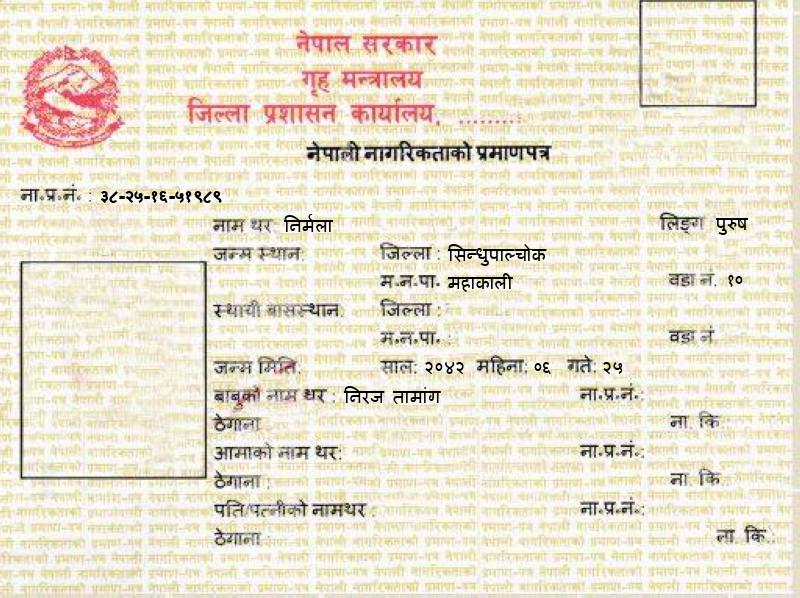 नेपाल सरकार
गृह मन्त्रालय
जिल्ला प्रशासन कार्यालय, ........
नेपाली नागरिकताको प्रमाणपत्र
ना.प्र.नं. : ३८-२५-१६-५१९८९
नाम थर: निर्मला लिङ्ग पुरुष
जन्म स्थान: जिल्ला : सिन्धुपाल्चोक
म.न.पा. महाकाली वडा नं. १०
स्थायी बासस्थान: जिल्ला :
म.न.पा. : वडा नं.
जन्म मिति: साल: २०४२ महिना: ०६ गते: २५
बाबुको नाम थर : निरज तामांग ना.प्र.नं.:
ठेगाना : ना. कि.:
आमाको नाम थर: ना.प्र.नं.:
ठेगाना : ना. कि.
पति/पत्नीको नामथर : ना.प्र.नं.:
ठेगाना : ना. कि.: